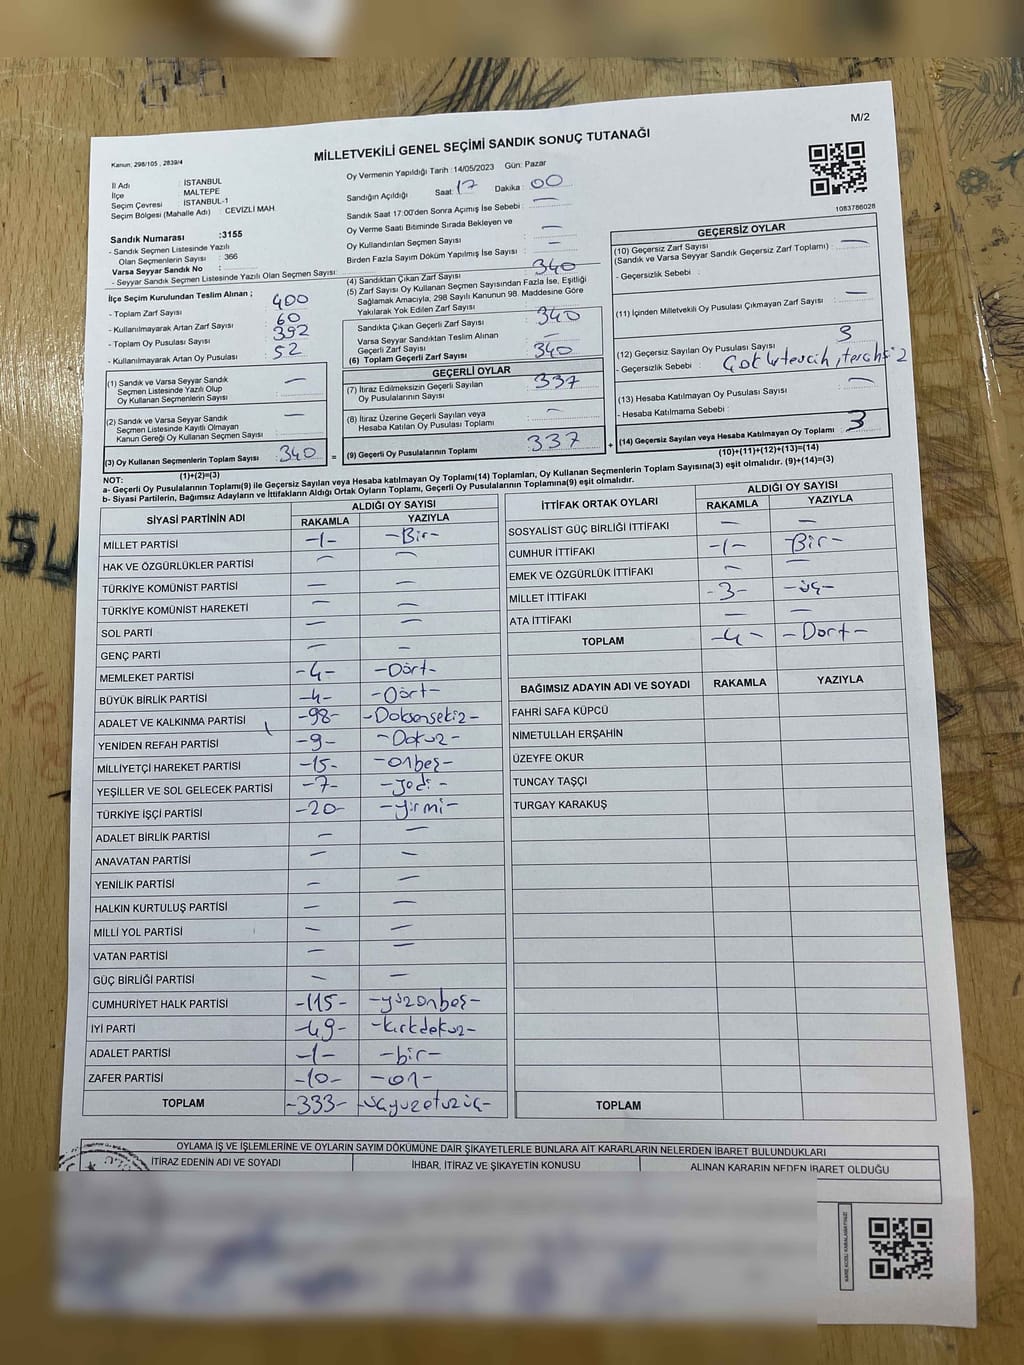 M/2
Kanun: 298/105 , 2839/4
MİLLETVEKİLİ GENEL SEÇİMİ SANDIK SONUÇ TUTANAĞI
İl Adı : İSTANBUL
İlçe : MALTEPE
Seçim Çevresi : İSTANBUL-1
Seçim Bölgesi (Mahalle Adı) : CEVİZLİ MAH.
Sandık Numarası :3155
- Sandık Seçmen Listesinde Yazılı
Olan Seçmenlerin Sayısı : 366
Varsa Seyyar Sandık No :
- Seyyar Sandık Seçmen Listesinde Yazılı Olan Seçmen Sayısı:
Oy Vermenin Yapıldığı Tarih :14/05/2023 Gün: Pazar
Sandığın Açıldığı Saat: 17 Dakika : 00
Sandık Saat 17:00'den Sonra Açımış İse Sebebi : —
Oy Verme Saati Bitiminde Sırada Bekleyen ve
Oy Kullandırılan Seçmen Sayısı : —
Birden Fazla Sayım Döküm Yapılmış İse Sayısı : —
1083786028
İlçe Seçim Kurulundan Teslim Alınan ;
- Toplam Zarf Sayısı : 400
- Kullanılmayarak Artan Zarf Sayısı : 60
- Toplam Oy Pusulası Sayısı : 392
- Kullanılmayarak Artan Oy Pusulası : 52
(1) Sandık ve Varsa Seyyar Sandık
Seçmen Listesinde Yazılı Olup
Oy Kullanan Seçmenlerin Sayısı : —
(2) Sandık ve Varsa Seyyar Sandık
Seçmen Listesinde Kayıtlı Olmayan
Kanun Gereği Oy Kullanan Seçmen Sayısı : —
(3) Oy Kullanan Seçmenlerin Toplam Sayısı : 340
(1)+(2)=(3)
(4) Sandıktan Çıkan Zarf Sayısı : 340
(5) Zarf Sayısı Oy Kullanan Seçmen Sayısından Fazla İse, Eşitliği
Sağlamak Amacıyla, 298 Sayılı Kanunun 98. Maddesine Göre
Yakılarak Yok Edilen Zarf Sayısı :
Sandıkta Çıkan Geçerli Zarf Sayısı : 340
Varsa Seyyar Sandıktan Teslim Alınan
Geçerli Zarf Sayısı :
(6) Toplam Geçerli Zarf Sayısı : 340
GEÇERLİ OYLAR
(7) İtiraz Edilmeksizin Geçerli Sayılan
Oy Pusulalarının Sayısı : 337
(8) İtiraz Üzerine Geçerli Sayılan veya
Hesaba Katılan Oy Pusulası Toplamı : —
= (9) Geçerli Oy Pusulalarının Toplamı : 337 +
GEÇERSİZ OYLAR
(10) Geçersiz Zarf Sayısı
(Sandık ve Varsa Seyyar Sandık Geçersiz Zarf Toplamı) : —
- Geçersizlik Sebebi :
(11) İçinden Milletvekili Oy Pusulası Çıkmayan Zarf Sayısı : —
(12) Geçersiz Sayılan Oy Pusulası Sayısı : 3
- Geçersizlik Sebebi :
(13) Hesaba Katılmayan Oy Pusulası Sayısı : —
- Hesaba Katılmama Sebebi :
(14) Geçersiz Sayılan veya Hesaba Katılmayan Oy Toplamı : 3
(10)+(11)+(12)+(13)=(14)
NOT:
a- Geçerli Oy Pusulalarının Toplamı(9) ile Geçersiz Sayılan veya Hesaba katılmayan Oy Toplamı(14) Toplamları, Oy Kullanan Seçmenlerin Toplam Sayısına(3) eşit olmalıdır. (9)+(14)=(3)
b- Siyasi Partilerin, Bağımsız Adayların ve İttifakların Aldığı Ortak Oyların Toplamı, Geçerli Oy Pusulalarının Toplamına(9) eşit olmalıdır.
SİYASİ PARTİNİN ADI ALDIĞI OY SAYISI
RAKAMLA YAZIYLA
MİLLET PARTİSİ -1- -Bir-
HAK VE ÖZGÜRLÜKLER PARTİSİ — —
TÜRKİYE KOMÜNİST PARTİSİ — —
TÜRKİYE KOMÜNİST HAREKETİ — —
SOL PARTİ — —
GENÇ PARTİ — —
MEMLEKET PARTİSİ -4- -Dört-
BÜYÜK BİRLİK PARTİSİ -4- -Dört-
ADALET VE KALKINMA PARTİSİ -98- -Doksensekiz-
YENİDEN REFAH PARTİSİ -9- -Dokuz-
MİLLİYETÇİ HAREKET PARTİSİ -15- -onbeş-
YEŞİLLER VE SOL GELECEK PARTİSİ -7- -yedi-
TÜRKİYE İŞÇİ PARTİSİ -20- -yirmi-
ADALET BİRLİK PARTİSİ — —
ANAVATAN PARTİSİ — —
YENİLİK PARTİSİ — —
HALKIN KURTULUŞ PARTİSİ — —
MİLLİ YOL PARTİSİ — —
VATAN PARTİSİ — —
GÜÇ BİRLİĞİ PARTİSİ — —
CUMHURİYET HALK PARTİSİ -115- -yüzonbeş-
İYİ PARTİ -49- -kırkdokuz-
ADALET PARTİSİ -1- -bir-
ZAFER PARTİSİ -10- -on-
TOPLAM -333- -üçyüzotuzüç-
İTTİFAK ORTAK OYLARI ALDIĞI OY SAYISI
RAKAMLA YAZIYLA
SOSYALİST GÜÇ BİRLİĞİ İTTİFAKI — —
CUMHUR İTTİFAKI -1- Bir-
EMEK VE ÖZGÜRLÜK İTTİFAKI — —
MİLLET İTTİFAKI -3- -üç-
ATA İTTİFAKI — —
TOPLAM -4- -Dört-
BAĞIMSIZ ADAYIN ADI VE SOYADI RAKAMLA YAZIYLA
FAHRİ SAFA KÜPCÜ
NİMETULLAH ERŞAHİN
ÜZEYFE OKUR
TUNCAY TAŞÇI
TURGAY KARAKUŞ
TOPLAM
OYLAMA İŞ VE İŞLEMLERİNE VE OYLARIN SAYIM DÖKÜMÜNE DAİR ŞİKAYETLERLE BUNLARA AİT KARARLARIN NELERDEN İBARET BULUNDUKLARI
İTİRAZ EDENİN ADI VE SOYADI İHBAR, İTİRAZ VE ŞİKAYETİN KONUSU ALINAN KARARIN NEDEN İBARET OLDUĞU